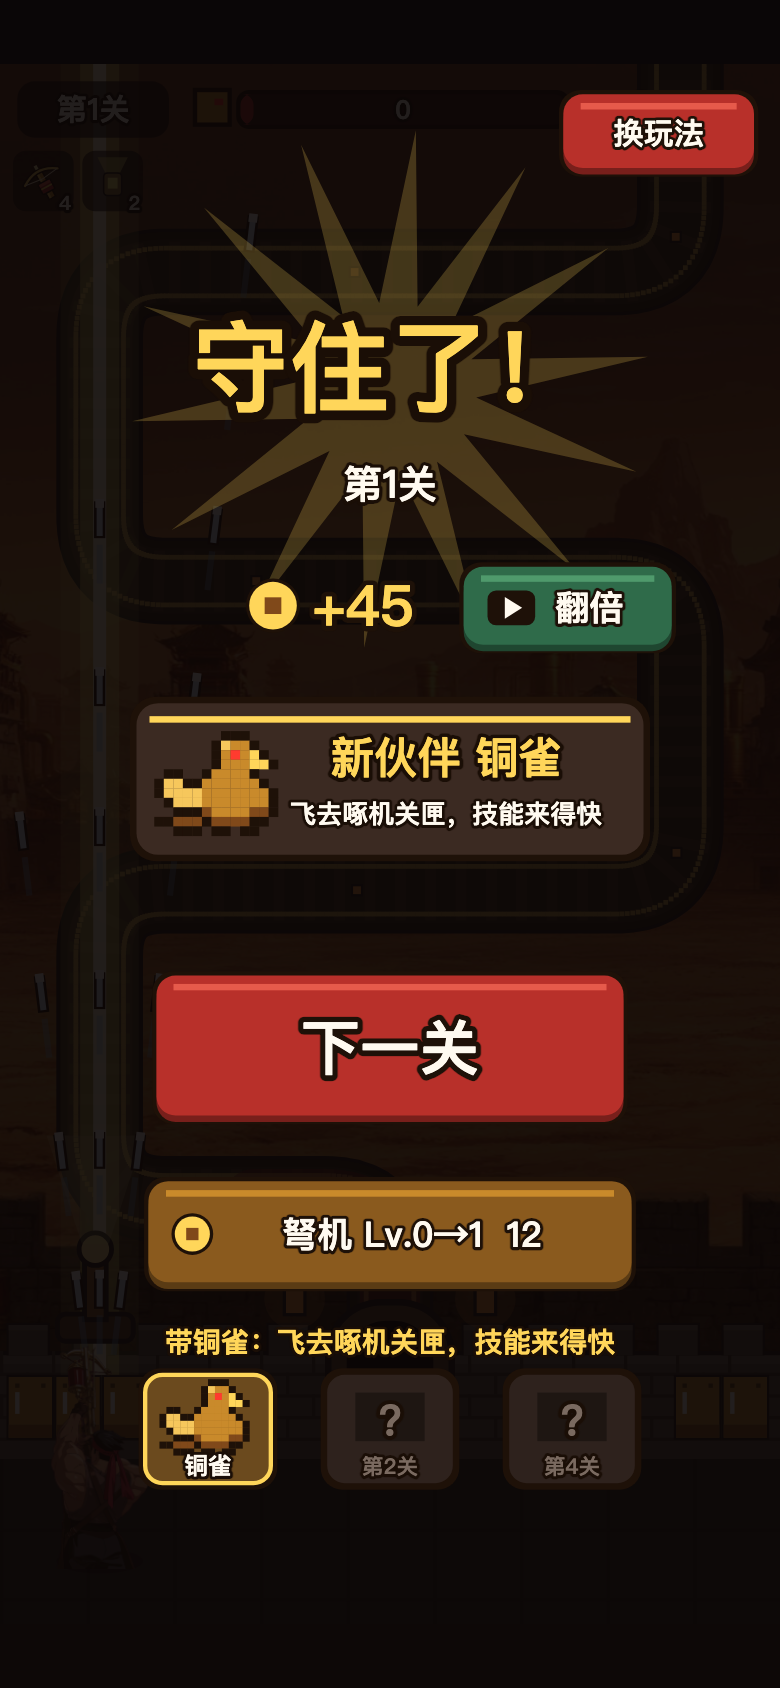 第1关
0
换玩法
4
2
守住了!
第1关
+45
翻倍
新伙伴 铜雀
飞去啄机关匣，技能来得快
下一关
弩机 Lv.0→1 12
带铜雀：飞去啄机关匣，技能来得快
铜雀
?
第2关
?
第4关